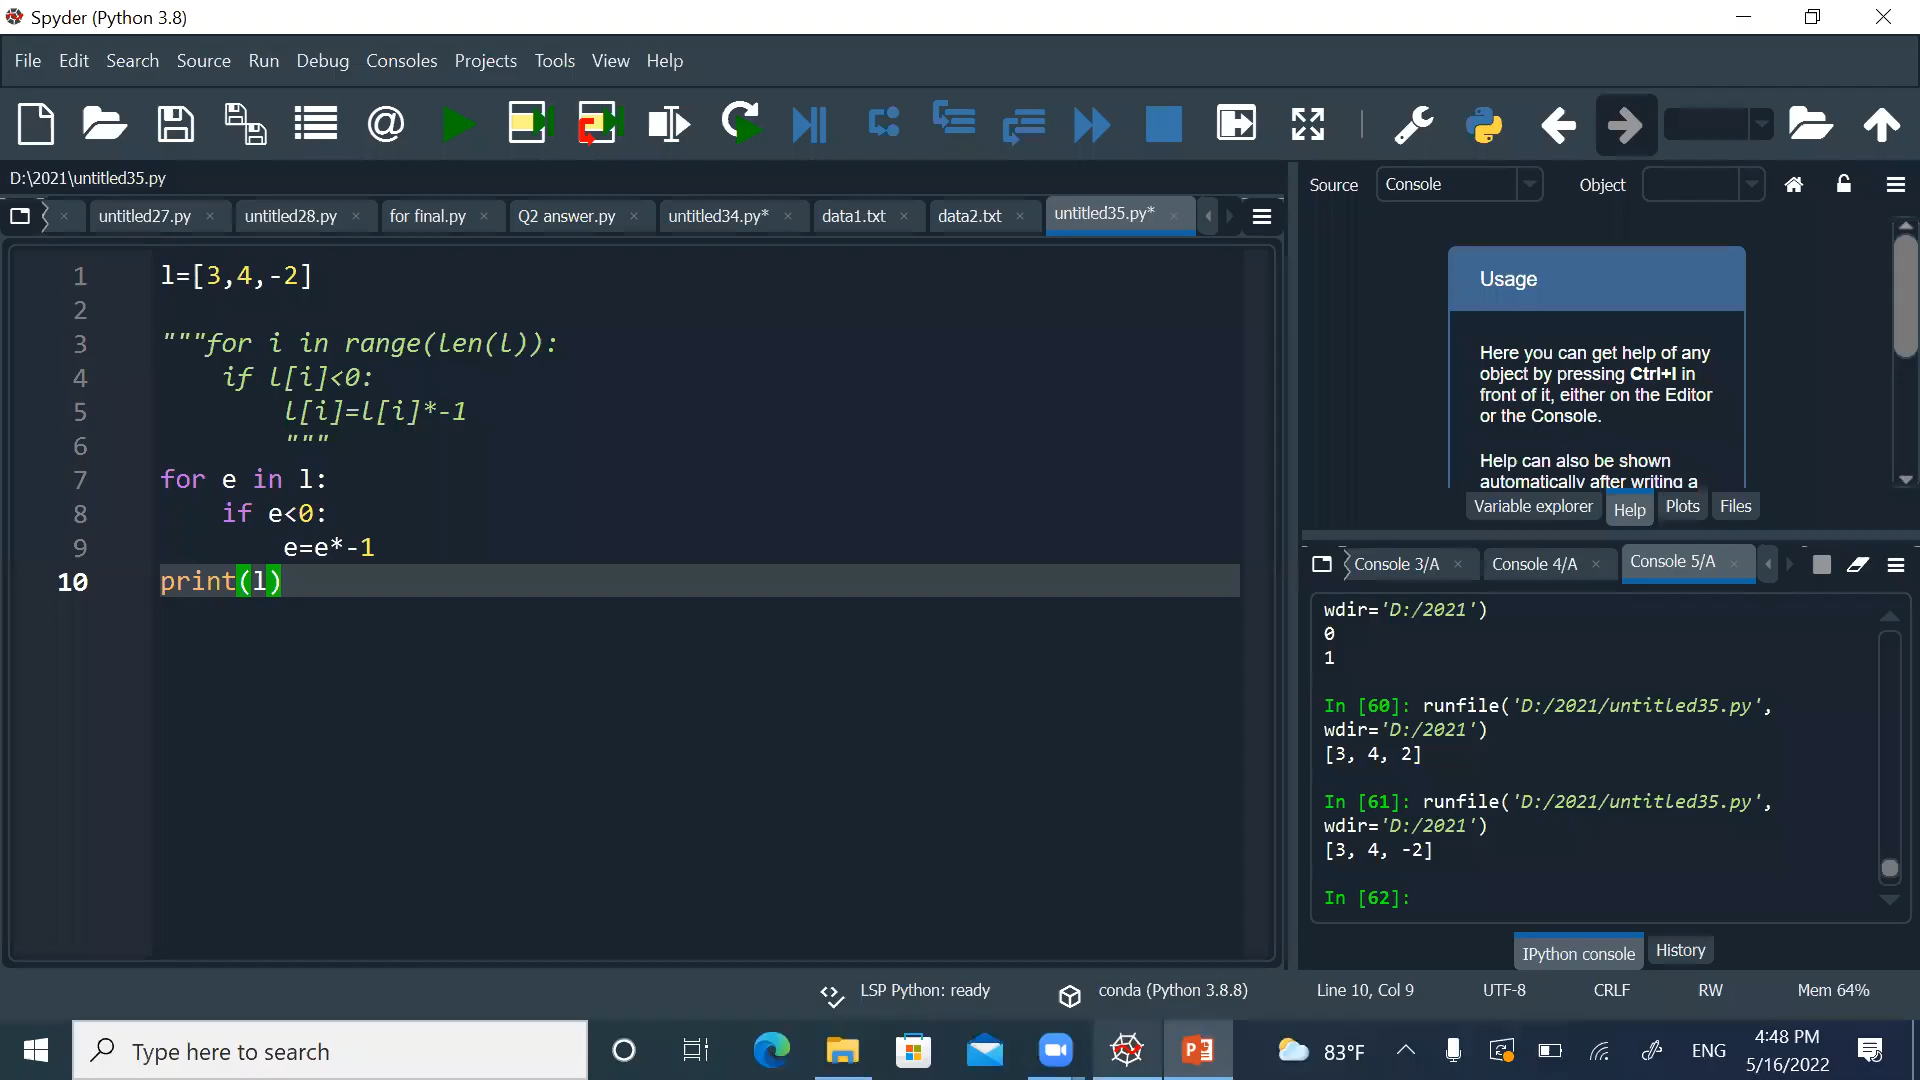 Spyder (Python 3.8)
File Edit Search Source Run Debug Consoles Projects Tools View Help
D:\2021\untitled35.py
untitled27.py untitled28.py for final.py Q2 answer.py untitled34.py* data1.txt data2.txt untitled35.py*
1 l=[3,4,-2]
2
3 """for i in range(len(l)):
4 if l[i]<0:
5 l[i]=l[i]*-1
6 """
7 for e in l:
8 if e<0:
9 e=e*-1
10 print(l)
Source Console Object
Usage
Here you can get help of any
object by pressing Ctrl+I in
front of it, either on the Editor
or the Console.
Help can also be shown
automatically after writing a
Variable explorer Help Plots Files
Console 3/A Console 4/A Console 5/A
wdir='D:/2021')
0
1
In [60]: runfile('D:/2021/untitled35.py',
wdir='D:/2021')
[3, 4, 2]
In [61]: runfile('D:/2021/untitled35.py',
wdir='D:/2021')
[3, 4, -2]
In [62]:
IPython console History
LSP Python: ready conda (Python 3.8.8) Line 10, Col 9 UTF-8 CRLF RW Mem 64%
Type here to search
83°F ENG
4:48 PM
5/16/2022